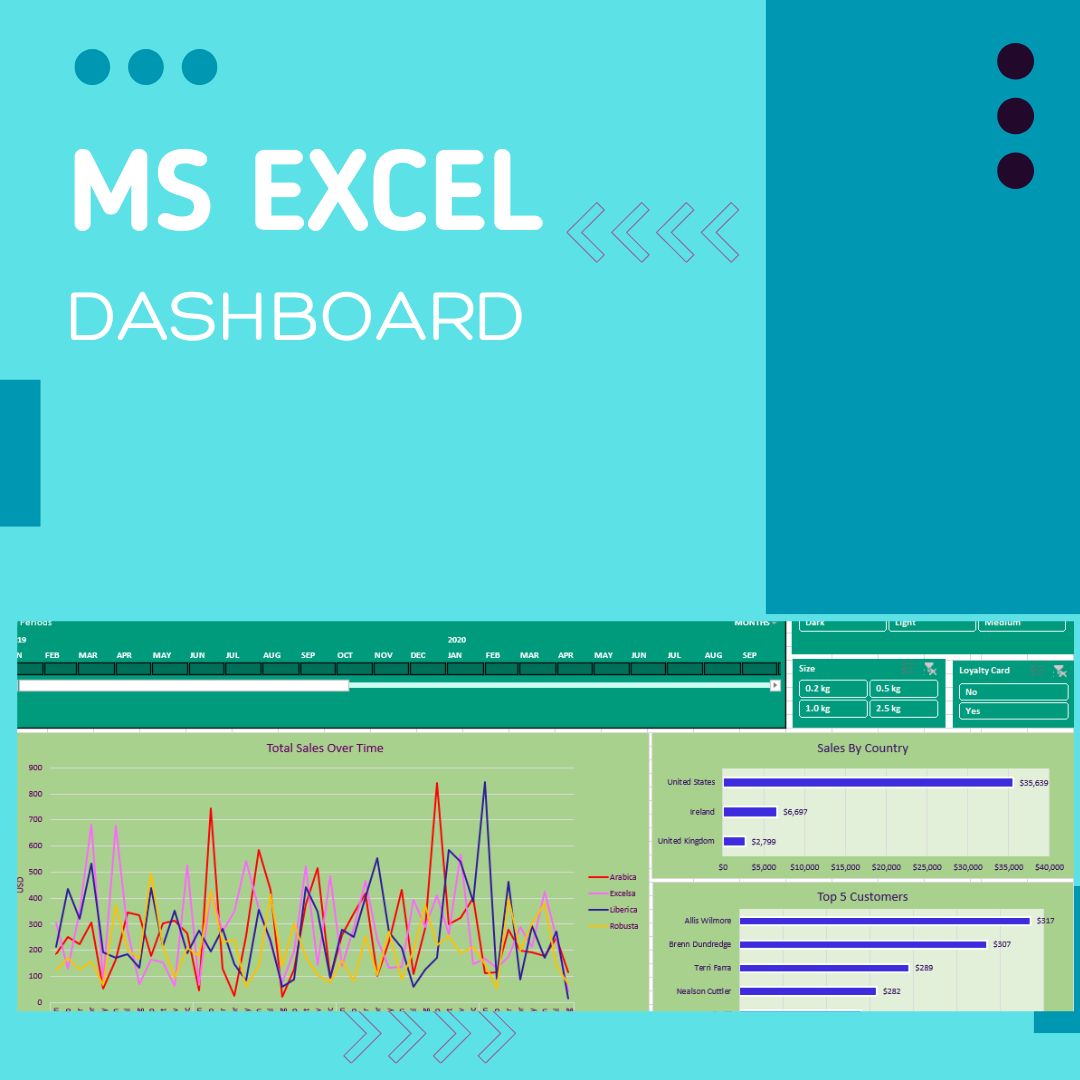 MS EXCEL
DASHBOARD
Periods
MONTHS
19
2020
N FEB MAR APR MAY JUN JUL AUG SEP OCT NOV DEC JAN FEB MAR APR MAY JUN JUL AUG SEP
Dark Light Medium
Size
0.2 kg 0.5 kg
1.0 kg 2.5 kg
Loyalty Card
No
Yes
Total Sales Over Time
900
800
700
600
500
400
300
200
100
0
USD
Arabica
Excelsa
Liberica
Robusta
Sales By Country
United States $35,639
Ireland $6,697
United Kingdom $2,799
$0 $5,000 $10,000 $15,000 $20,000 $25,000 $30,000 $35,000 $40,000
Top 5 Customers
Allis Wilmore $317
Brenn Dundredge $307
Terri Farra $289
Nealson Cuttler $282